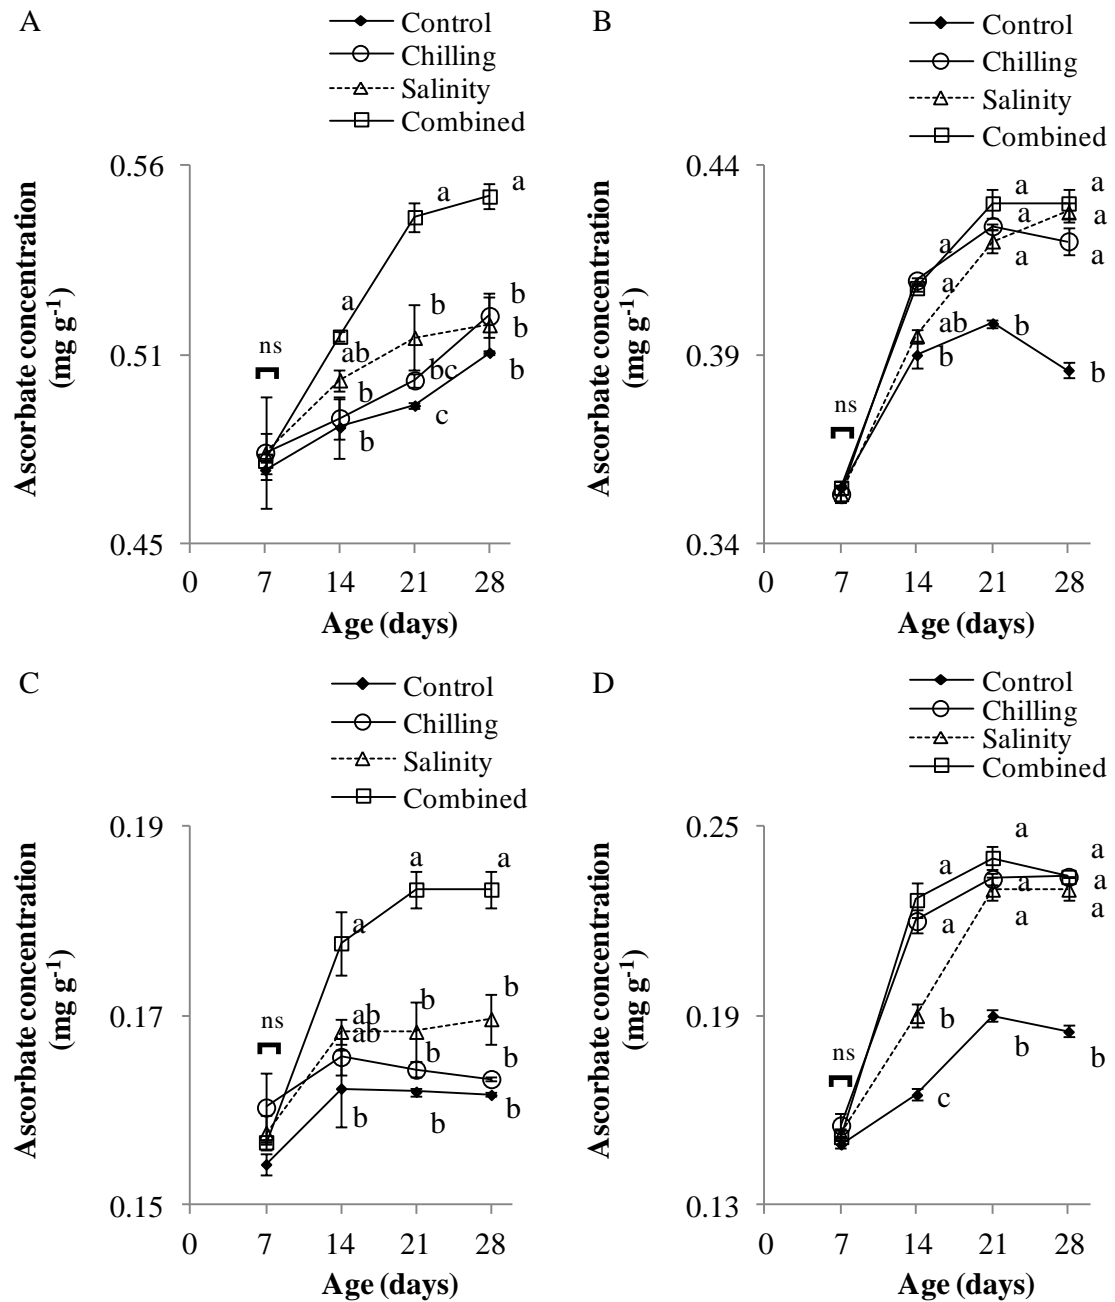 A
Control
Chilling
Salinity
Combined
0.56
0.51
0.45
Ascorbate concentration
(mg g-1)
ns
a
ab
b
b
a
b
bc
c
a
b
b
b
0
7
14
21
28
Age (days)
B
Control
Chilling
Salinity
Combined
0.44
0.39
0.34
Ascorbate concentration
(mg g-1)
ns
a
a
ab
b
a
a
a
b
a
a
a
b
0
7
14
21
28
Age (days)
C
Control
Chilling
Salinity
Combined
0.19
0.17
0.15
Ascorbate concentration
(mg g-1)
ns
a
ab
ab
b
a
b
b
b
a
b
b
b
0
7
14
21
28
Age (days)
D
Control
Chilling
Salinity
Combined
0.25
0.19
0.13
Ascorbate concentration
(mg g-1)
ns
a
a
b
c
a
a
a
b
a
a
a
b
0
7
14
21
28
Age (days)